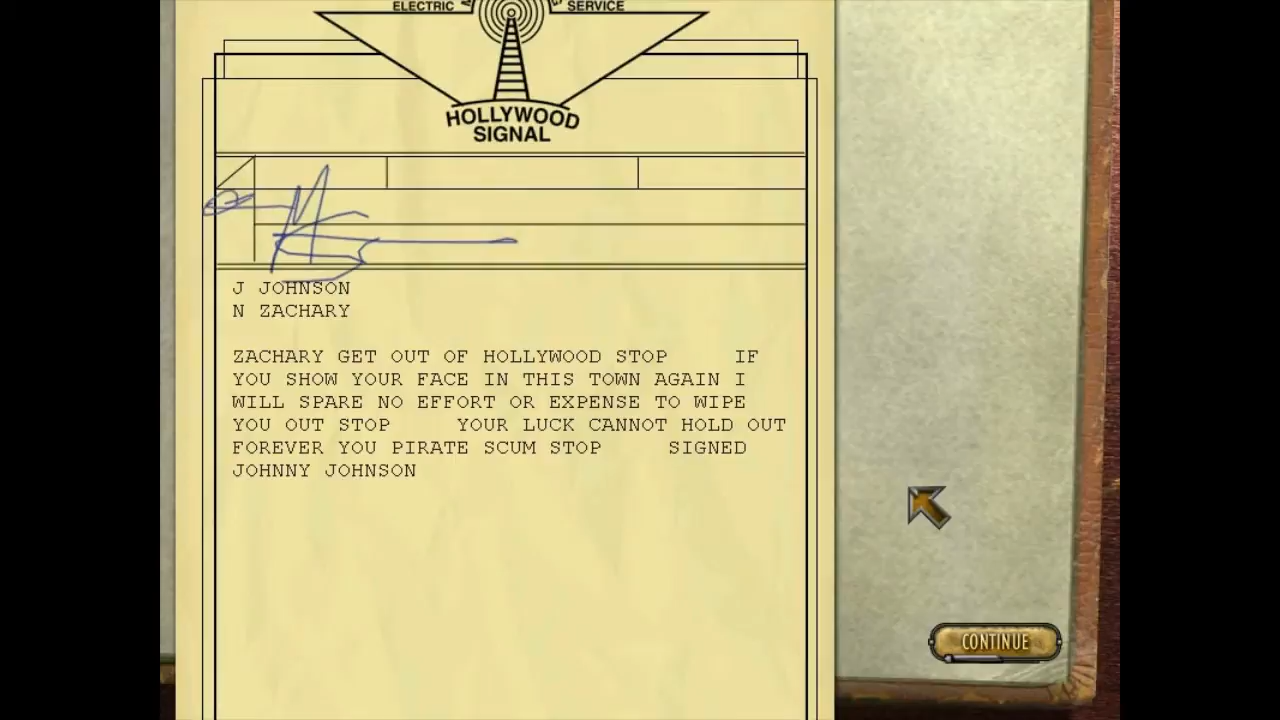 ELECTRIC SERVICE
HOLLYWOOD
SIGNAL
J JOHNSON
N ZACHARY
ZACHARY GET OUT OF HOLLYWOOD STOP IF
YOU SHOW YOUR FACE IN THIS TOWN AGAIN I
WILL SPARE NO EFFORT OR EXPENSE TO WIPE
YOU OUT STOP YOUR LUCK CANNOT HOLD OUT
FOREVER YOU PIRATE SCUM STOP SIGNED
JOHNNY JOHNSON
CONTINUE